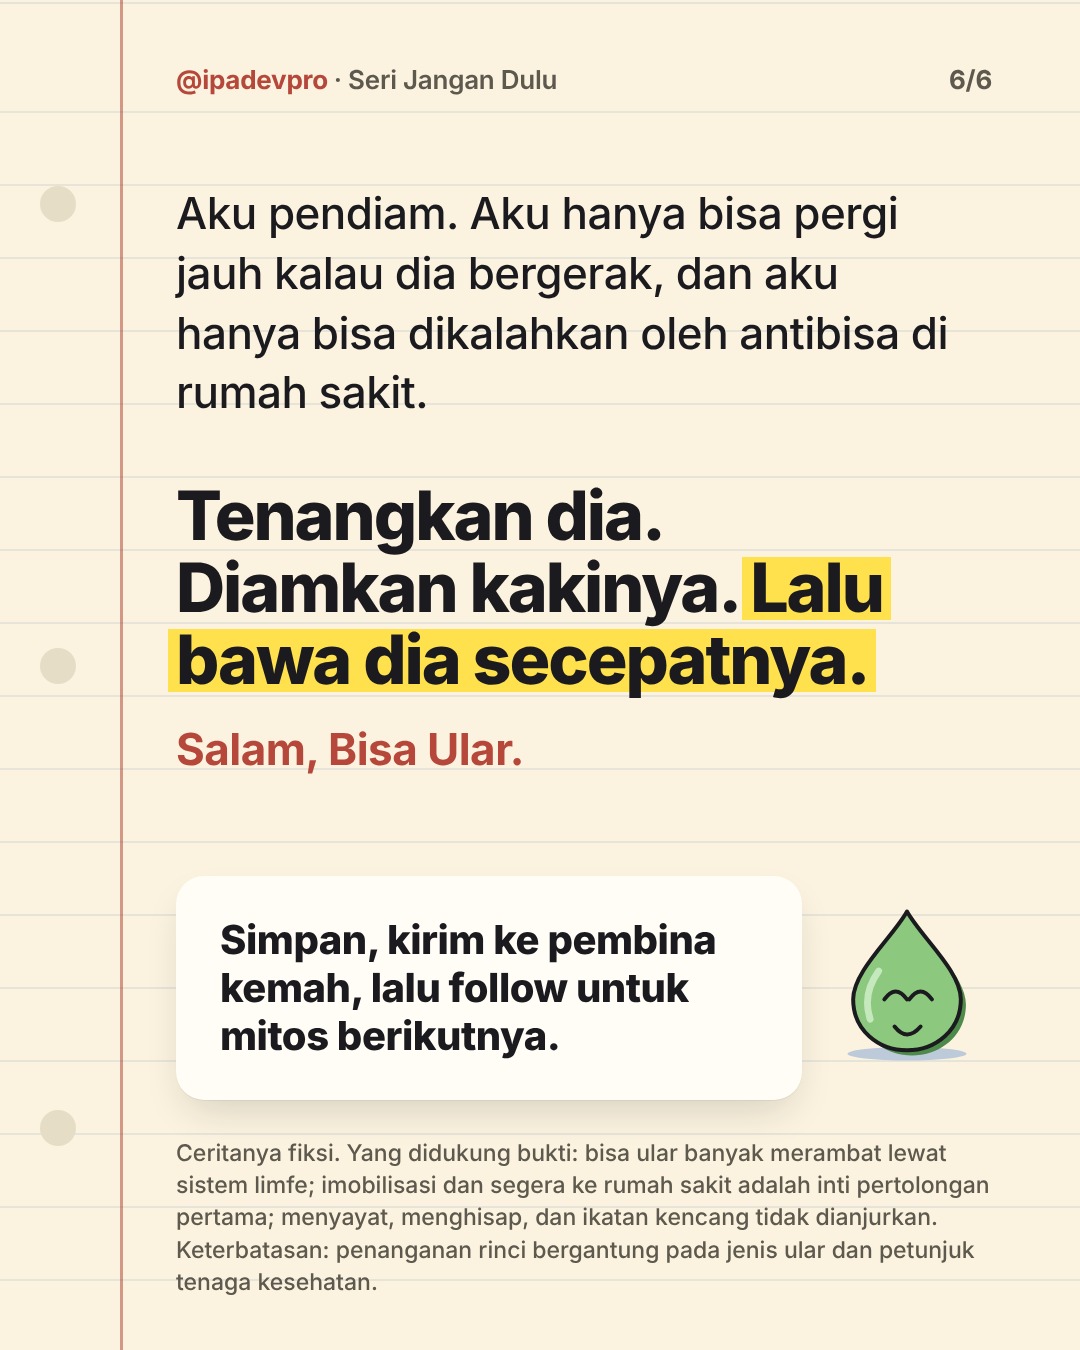 @ipadevpro · Seri Jangan Dulu 6/6
Aku pendiam. Aku hanya bisa pergi
jauh kalau dia bergerak, dan aku
hanya bisa dikalahkan oleh antibisa di
rumah sakit.
Tenangkan dia.
Diamkan kakinya. Lalu
bawa dia secepatnya.
Salam, Bisa Ular.
Simpan, kirim ke pembina
kemah, lalu follow untuk
mitos berikutnya.
Ceritanya fiksi. Yang didukung bukti: bisa ular banyak merambat lewat
sistem limfe; imobilisasi dan segera ke rumah sakit adalah inti pertolongan
pertama; menyayat, menghisap, dan ikatan kencang tidak dianjurkan.
Keterbatasan: penanganan rinci bergantung pada jenis ular dan petunjuk
tenaga kesehatan.